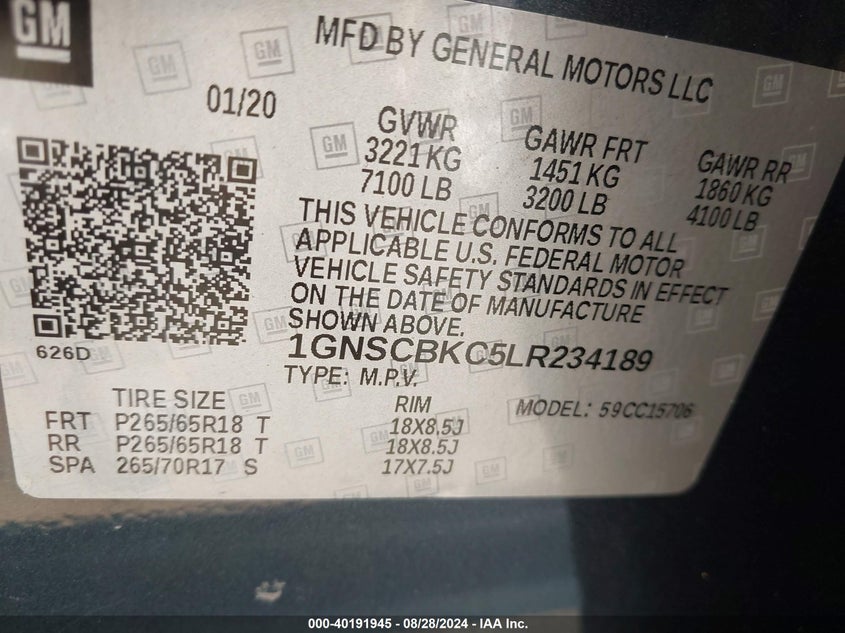 GM
MFD BY GENERAL MOTORS LLC
01/20
GVWR GAWR FRT GAWR RR
3221 KG 1451 KG 1860 KG
7100 LB 3200 LB 4100 LB
THIS VEHICLE CONFORMS TO ALL
APPLICABLE U.S. FEDERAL MOTOR
VEHICLE SAFETY STANDARDS IN EFFECT
ON THE DATE OF MANUFACTURE
SHOWN ABOVE.
626D
1GNSCBKC5LR234189
TYPE: M.P.V.
TIRE SIZE RIM MODEL: 59CC15706
FRT P265/65R18 T 18X8.5J
RR P265/65R18 T 18X8.5J
SPA 265/70R17 S 17X7.5J
000-40191945 - 08/28/2024 - IAA Inc.